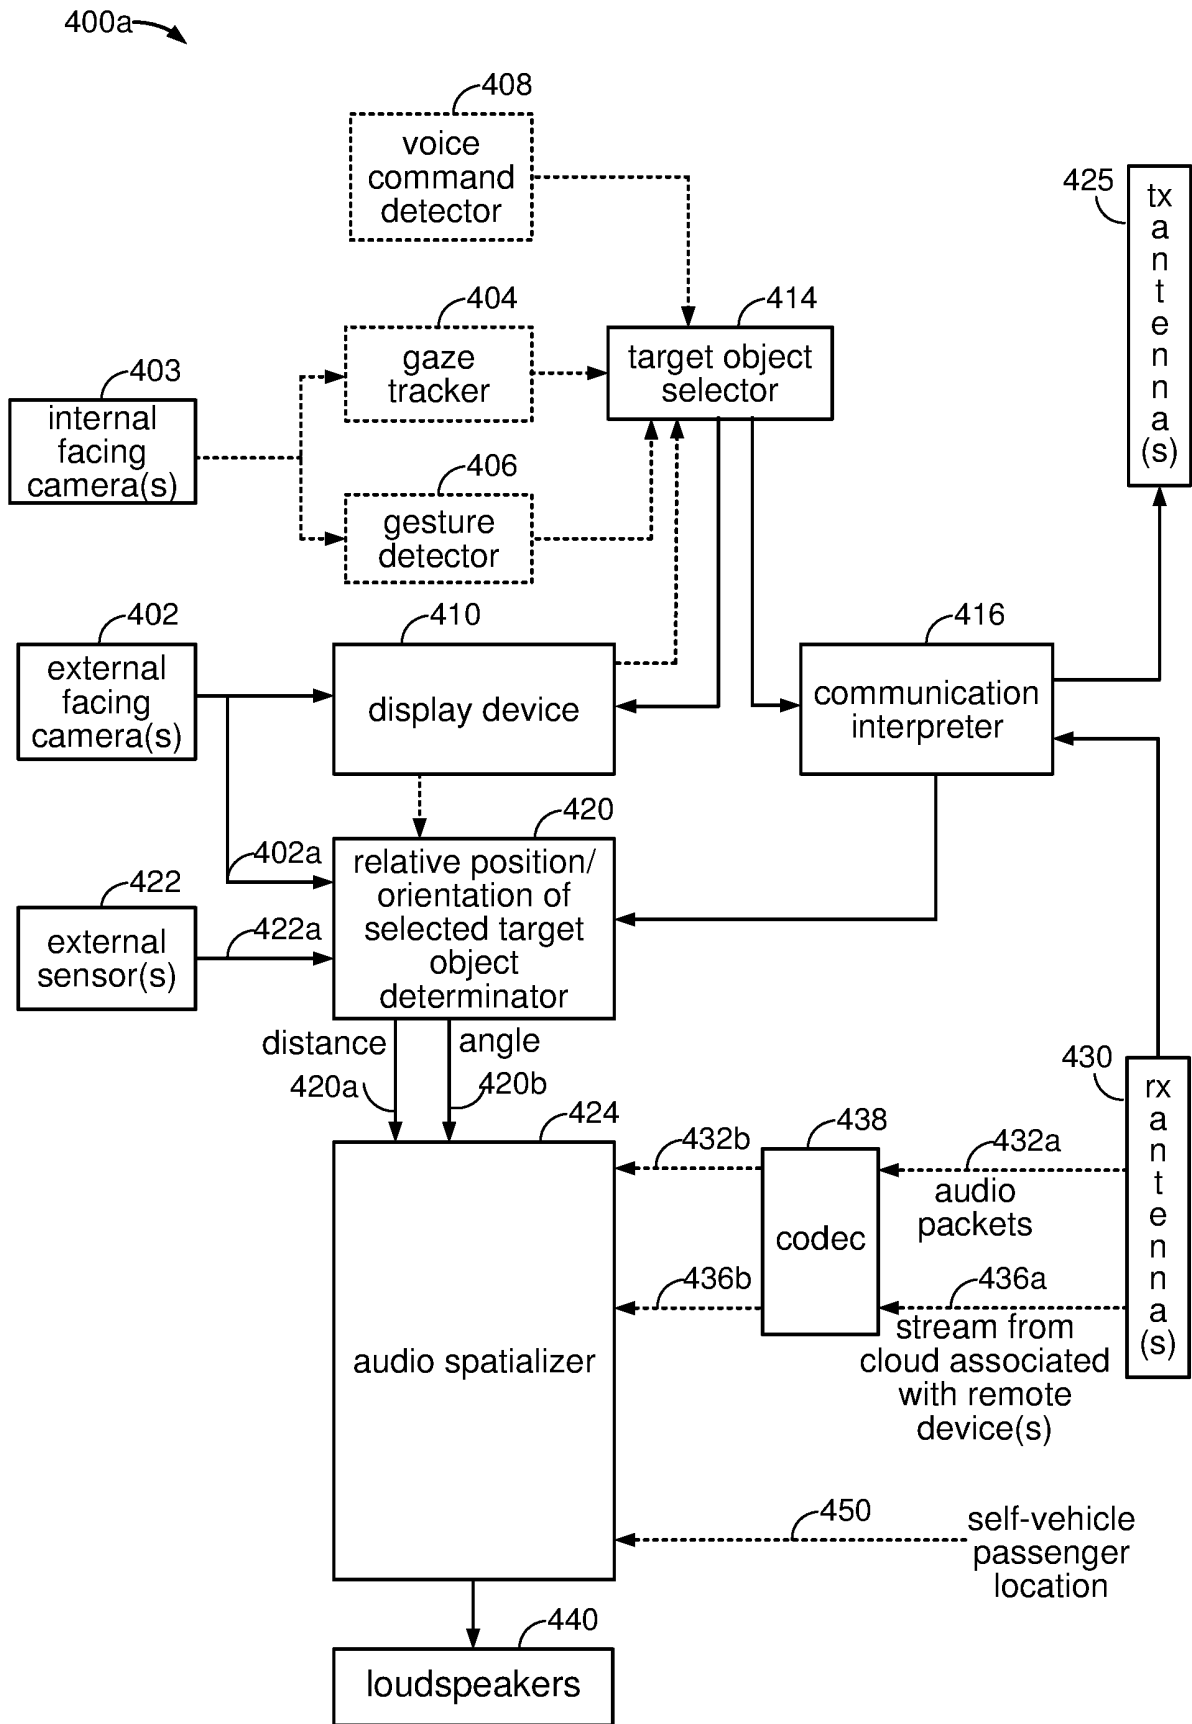 400a
408
voice
command
detector
425
tx
a
n
t
e
n
n
a
(s)
404
gaze
tracker
414
target object
selector
403
internal
facing
camera(s)
406
gesture
detector
402
external
facing
camera(s)
410
display device
416
communication
interpreter
402a
420
relative position/
orientation of
selected target
object
determinator
422
external
sensor(s)
422a
distance
angle
420a
420b
424
audio spatializer
432b
436b
438
codec
432a
audio
packets
436a
stream from
cloud associated
with remote
device(s)
430
rx
a
n
t
e
n
n
a
(s)
450
self-vehicle
passenger
location
440
loudspeakers